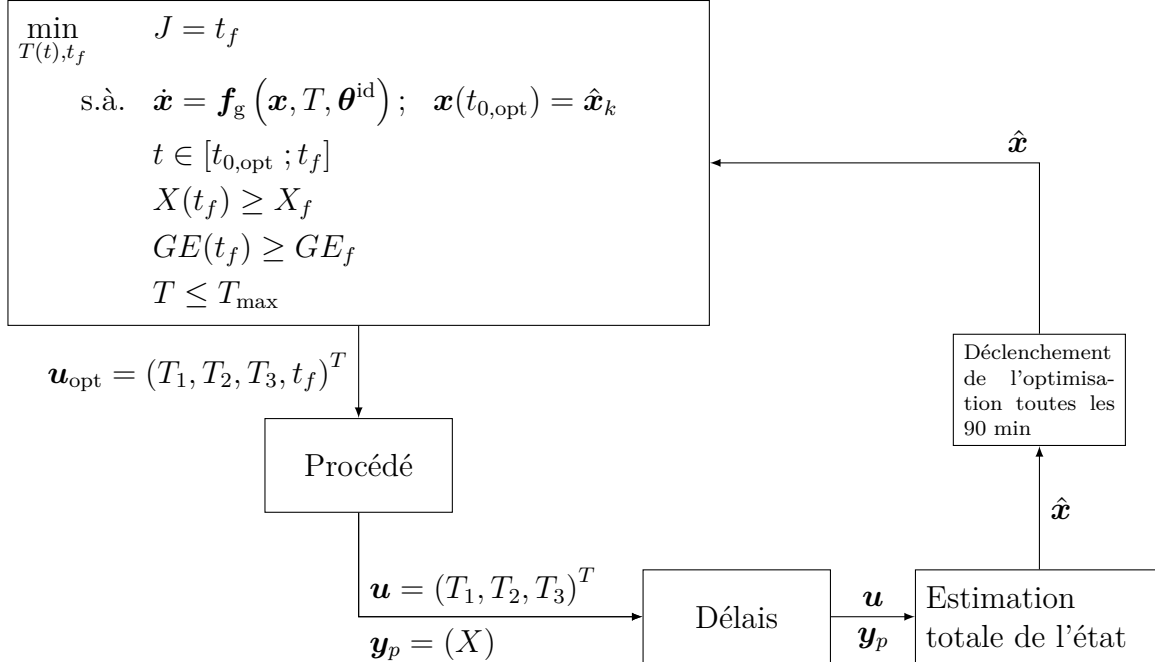 min T(t),t_f J = t_f
s.à. ẋ = f_g (x, T, θ^id) ; x(t_0,opt) = x̂_k
t ∈ [t_0,opt ; t_f]
X(t_f) ≥ X_f
GE(t_f) ≥ GE_f
T ≤ T_max
x̂
u_opt = (T_1, T_2, T_3, t_f)^T
Déclenchement
de l'optimisa-
tion toutes les
90 min
Procédé
x̂
u = (T_1, T_2, T_3)^T
y_p = (X)
Délais
u
y_p
Estimation
totale de l'état